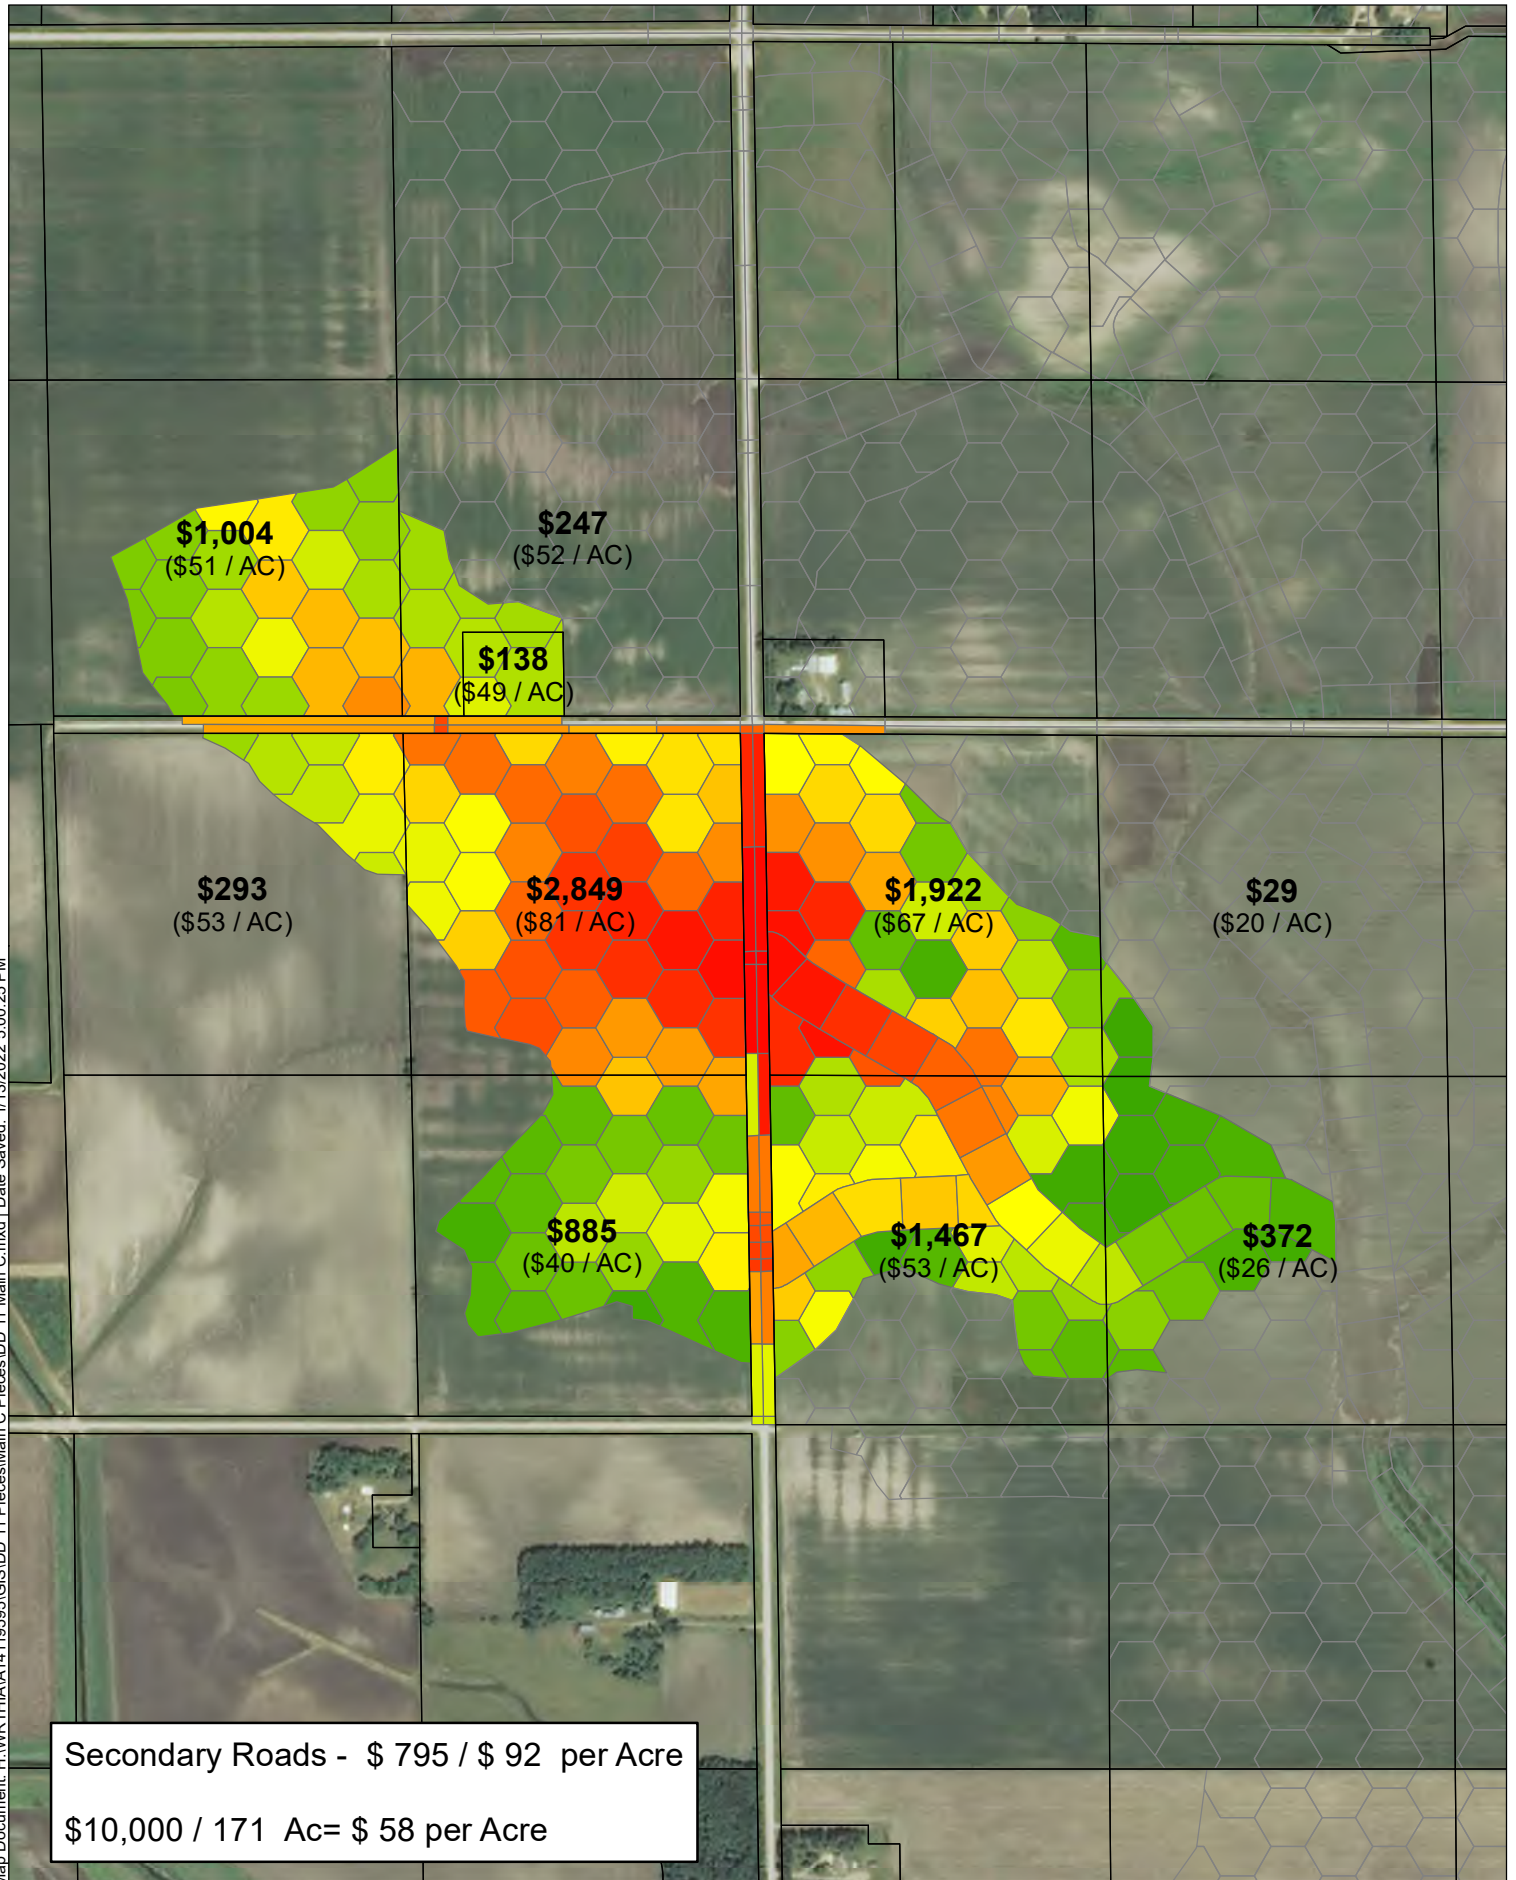 $1,004
($51 / AC)
$247
($52 / AC)
$138
($49 / AC)
$293
($53 / AC)
$2,849
($81 / AC)
$1,922
($67 / AC)
$29
($20 / AC)
$885
($40 / AC)
$1,467
($53 / AC)
$372
($26 / AC)
Secondary Roads - $ 795 / $ 92 per Acre
$10,000 / 171 Ac= $ 58 per Acre